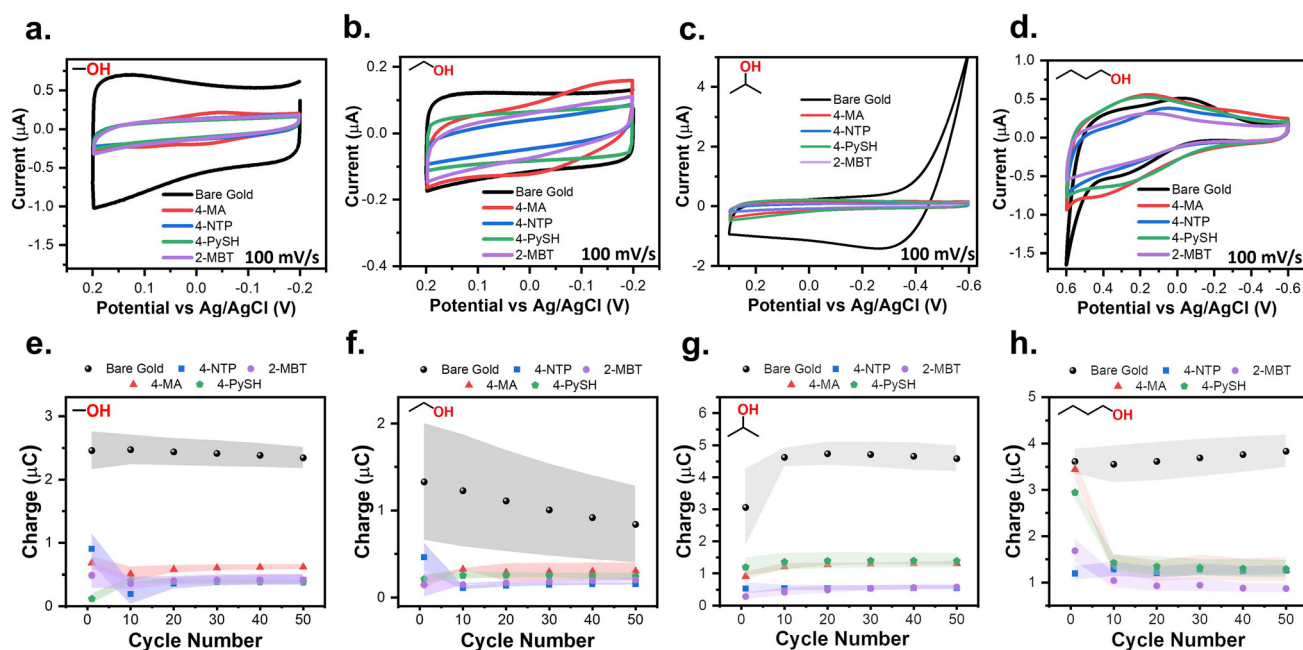 a.
OH
Current (μA)
0.5
0.0
-0.5
-1.0
-1.5
Bare Gold
4-MA
4-NTP
4-PySH
2-MBT
100 mV/s
0.2 0.1 0.0 -0.1 -0.2
Potential vs Ag/AgCl (V)
b.
OH
Current (μA)
0.2
0.0
-0.2
-0.4
Bare Gold
4-MA
4-NTP
4-PySH
2-MBT
100 mV/s
0.2 0.1 0.0 -0.1 -0.2
Potential vs Ag/AgCl (V)
c.
OH
Current (μA)
4
2
0
-2
Bare Gold
4-MA
4-NTP
4-PySH
2-MBT
100 mV/s
0.2 0.0 -0.2 -0.4 -0.6
Potential vs Ag/AgCl (V)
d.
OH
Current (μA)
1.0
0.5
0.0
-0.5
-1.0
-1.5
Bare Gold
4-MA
4-NTP
4-PySH
2-MBT
100 mV/s
0.6 0.4 0.2 0.0 -0.2 -0.4 -0.6
Potential vs Ag/AgCl (V)
e.
Bare Gold 4-NTP 2-MBT
4-MA 4-PySH
OH
Charge (μC)
3
2
1
0
0 10 20 30 40 50
Cycle Number
f.
Bare Gold 4-NTP 2-MBT
4-MA 4-PySH
OH
Charge (μC)
2
1
0
0 10 20 30 40 50
Cycle Number
g.
Bare Gold 4-NTP 2-MBT
4-MA 4-PySH
OH
Charge (μC)
6
5
4
3
2
1
0
0 10 20 30 40 50
Cycle Number
h.
Bare Gold 4-NTP 2-MBT
4-MA 4-PySH
OH
Charge (μC)
5
4
3
2
1
0 10 20 30 40 50
Cycle Number